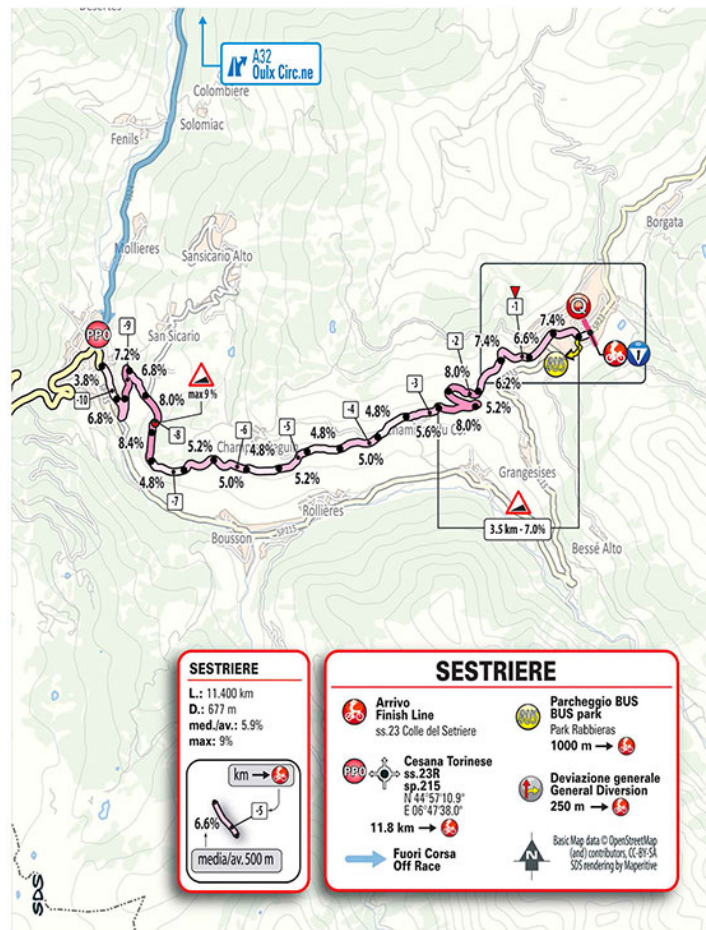 Désertes
A32
Oulx Circ.ne
Colombiere
Solomiac
Fenils
Borgata
Mollieres
Sansicario Alto
-1
Q
-9
San Sicario
7.4%
PPO
7.2%
-2
7.4%
6.6%
BUS
3.8%
6.8%
max 9 %
8.0%
6.2%
-10
8.0%
-3
5.2%
6.8%
-4
4.8%
5.6%
8.0%
8.4%
-8
-6
-5
4.8%
5.2%
4.8%
5.0%
Grangesises
4.8%
5.0%
5.2%
-7
Rollières
3.5 km - 7.0%
SP215
Bousson
Bessé Alto
SESTRIERE
L.: 11.400 km
D.: 677 m
med./av.: 5.9%
max: 9%
km
-5
6.6%
media/av. 500 m
SESTRIERE
Arrivo
Finish Line
ss.23 Colle del Setriere
Parcheggio BUS
BUS park
Park Rabbieras
1000 m →
PPO
Cesana Torinese
ss.23R
sp.215
N 44°57'10.9"
E 06°47'38.0"
11.8 km →
Deviazione generale
General Diversion
250 m →
Fuori Corsa
Off Race
N
Basic Map data © OpenStreetMap
(and) contributors, CC-BY-SA
SDS rendering by Maperitive
SDS